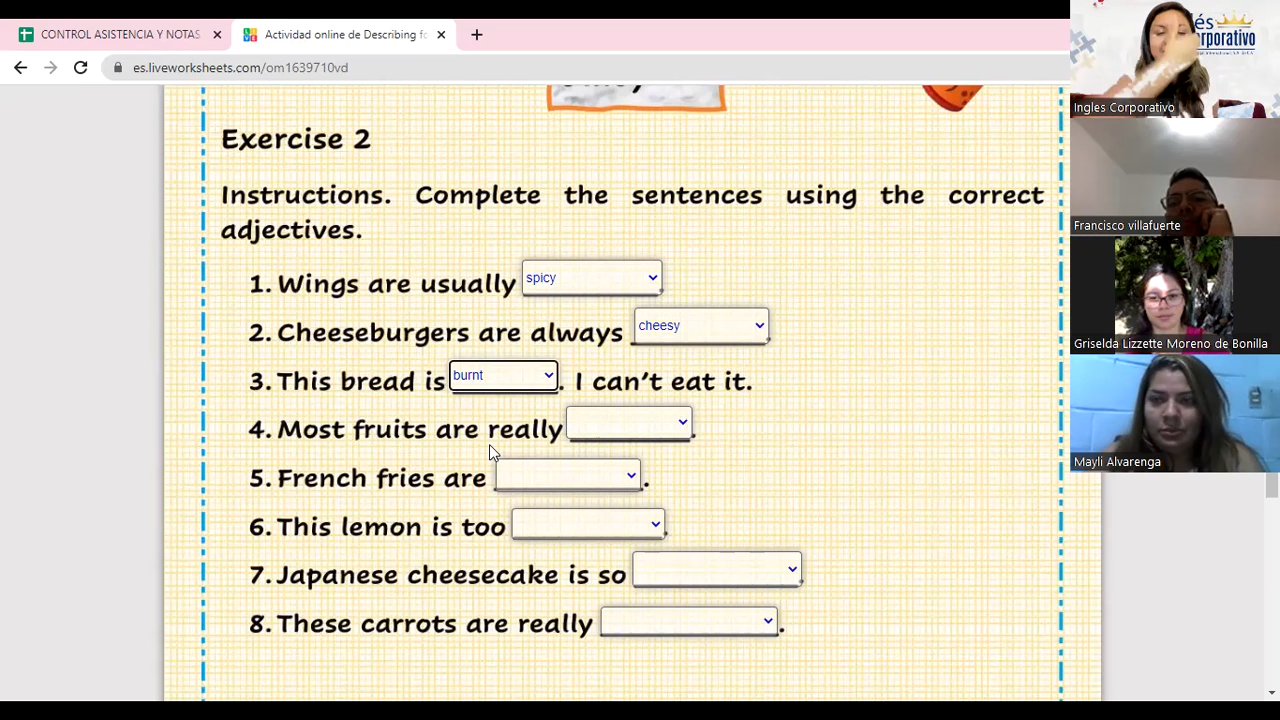 CONTROL ASISTENCIA Y NOTAS
Actividad online de Describing fo
es.liveworksheets.com/om1639710vd
Exercise 2
Instructions. Complete the sentences using the correct
adjectives.
1. Wings are usually spicy
2. Cheeseburgers are always cheesy
3. This bread is burnt. I can't eat it.
4. Most fruits are really .
5. French fries are .
6. This lemon is too .
7. Japanese cheesecake is so
8. These carrots are really .
és
rporativo
Ingles Corporativo
Francisco villafuerte
Griselda Lizzette Moreno de Bonilla
Mayli Alvarenga